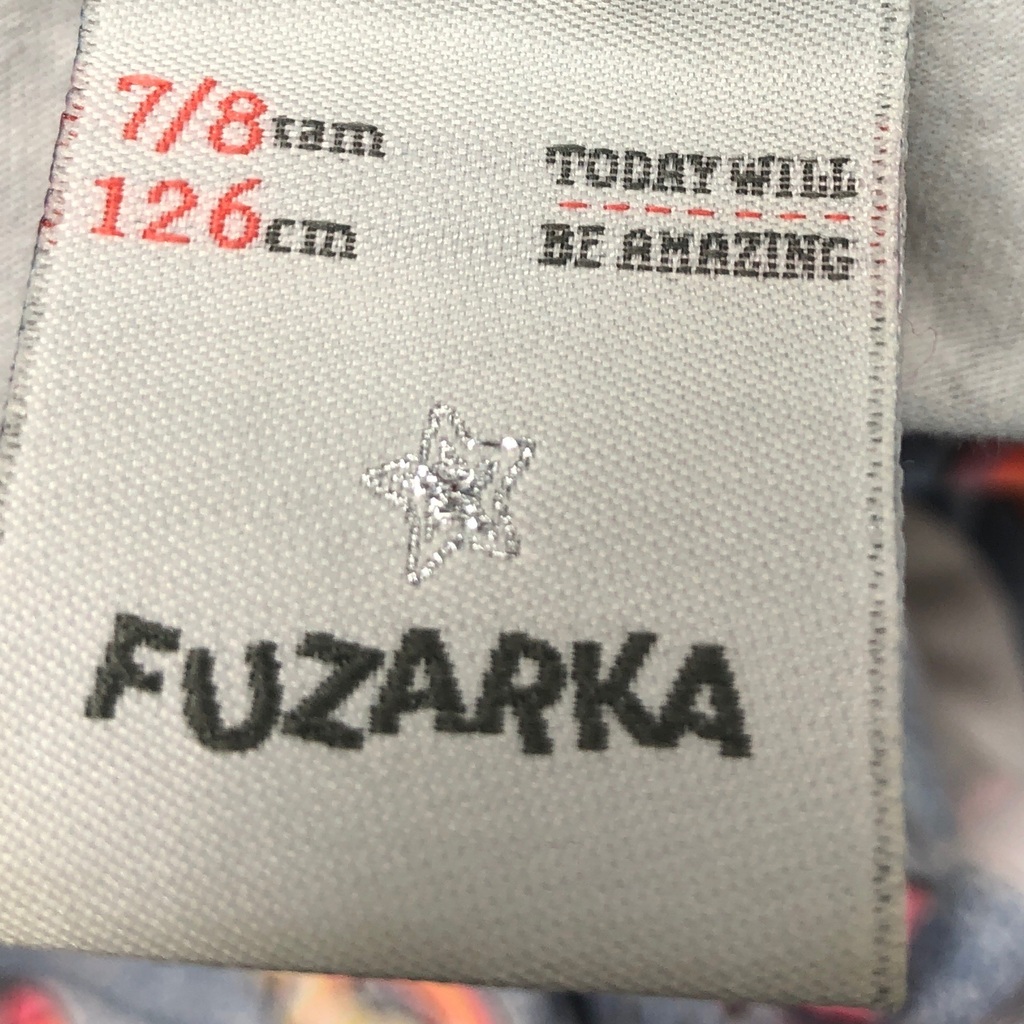 7/8tam
126cm
TODAY WILL
BE AMAZING
FUZARKA